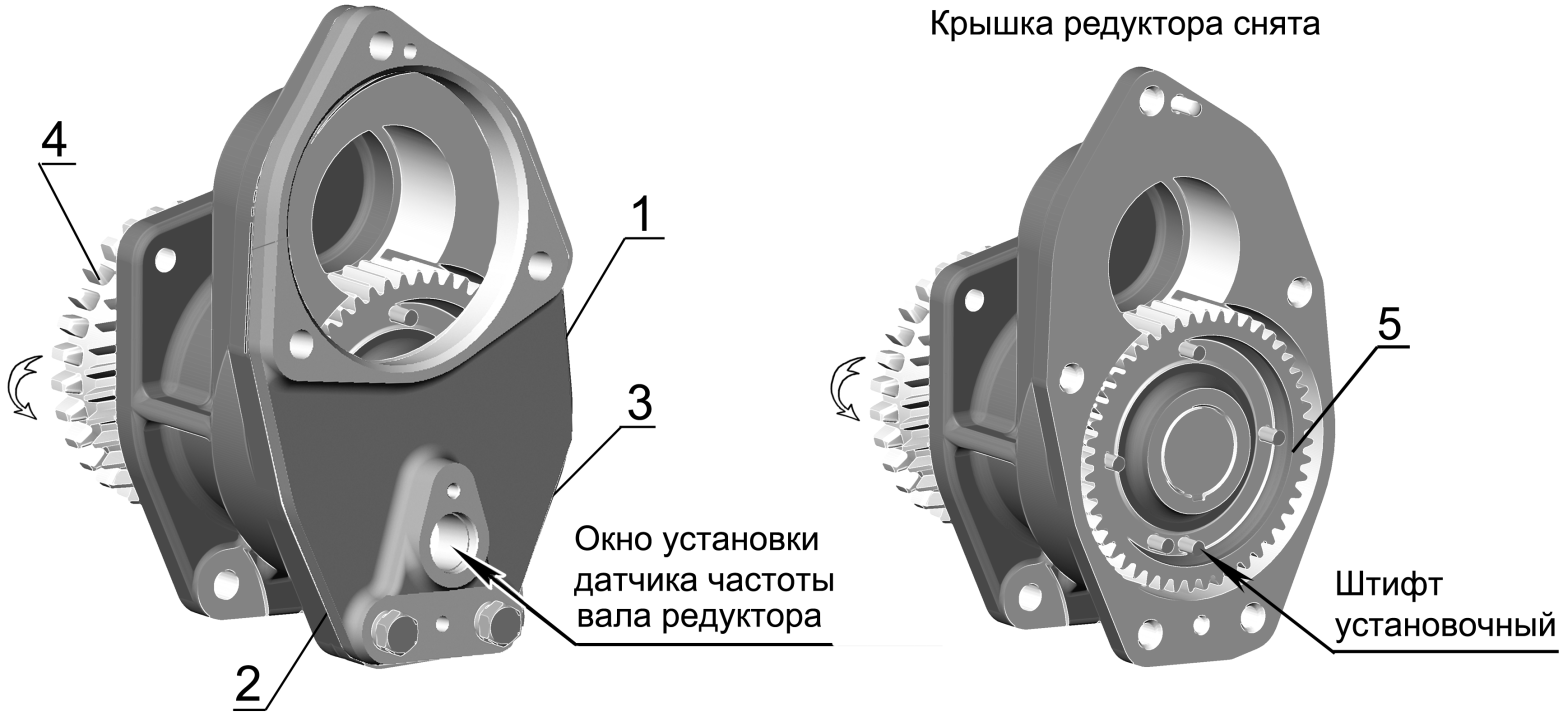 Крышка редуктора снята
4
1
5
3
Окно установки
датчика частоты
вала редуктора
Штифт
установочный
2